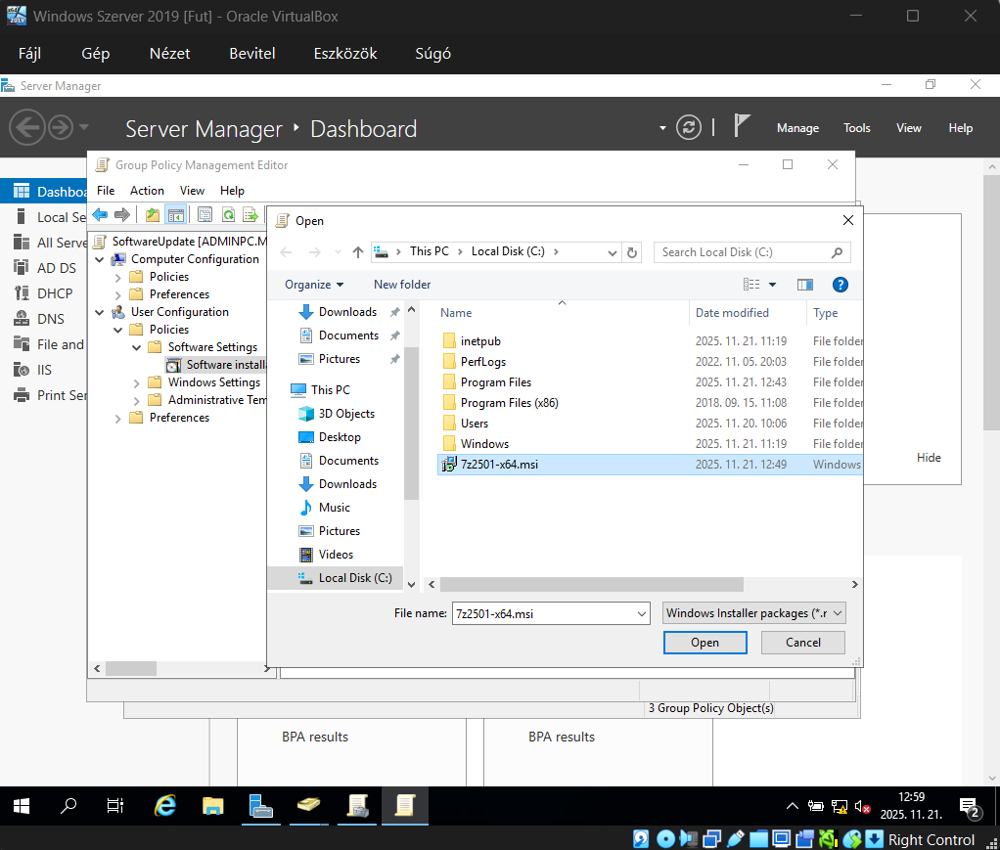 Windows Szerver 2019 [Fut] - Oracle VirtualBox
Fájl Gép Nézet Bevitel Eszközök Súgó
Server Manager
Server Manager Dashboard
Manage Tools View Help
Group Policy Management Editor
File Action View Help
Dashboa
Local Se
All Serve
AD DS
DHCP
DNS
File and
IIS
Print Ser
SoftwareUpdate [ADMINPC.M
Computer Configuration
Policies
Preferences
User Configuration
Policies
Software Settings
Software installa
Windows Settings
Administrative Tem
Preferences
Open
This PC Local Disk (C:)
Search Local Disk (C:)
Organize New folder
Downloads
Documents
Pictures
This PC
3D Objects
Desktop
Documents
Downloads
Music
Pictures
Videos
Local Disk (C:)
Name Date modified Type
inetpub 2025. 11. 21. 11:19 File folder
PerfLogs 2022. 11. 05. 20:03 File folder
Program Files 2025. 11. 21. 12:43 File folder
Program Files (x86) 2018. 09. 15. 11:08 File folder
Users 2025. 11. 20. 10:06 File folder
Windows 2025. 11. 21. 11:19 File folder
7z2501-x64.msi 2025. 11. 21. 12:49 Windows
File name: 7z2501-x64.msi
Windows Installer packages (*.r
Open Cancel
Hide
3 Group Policy Object(s)
BPA results
BPA results
12:59
2025. 11. 21.
2
Right Control